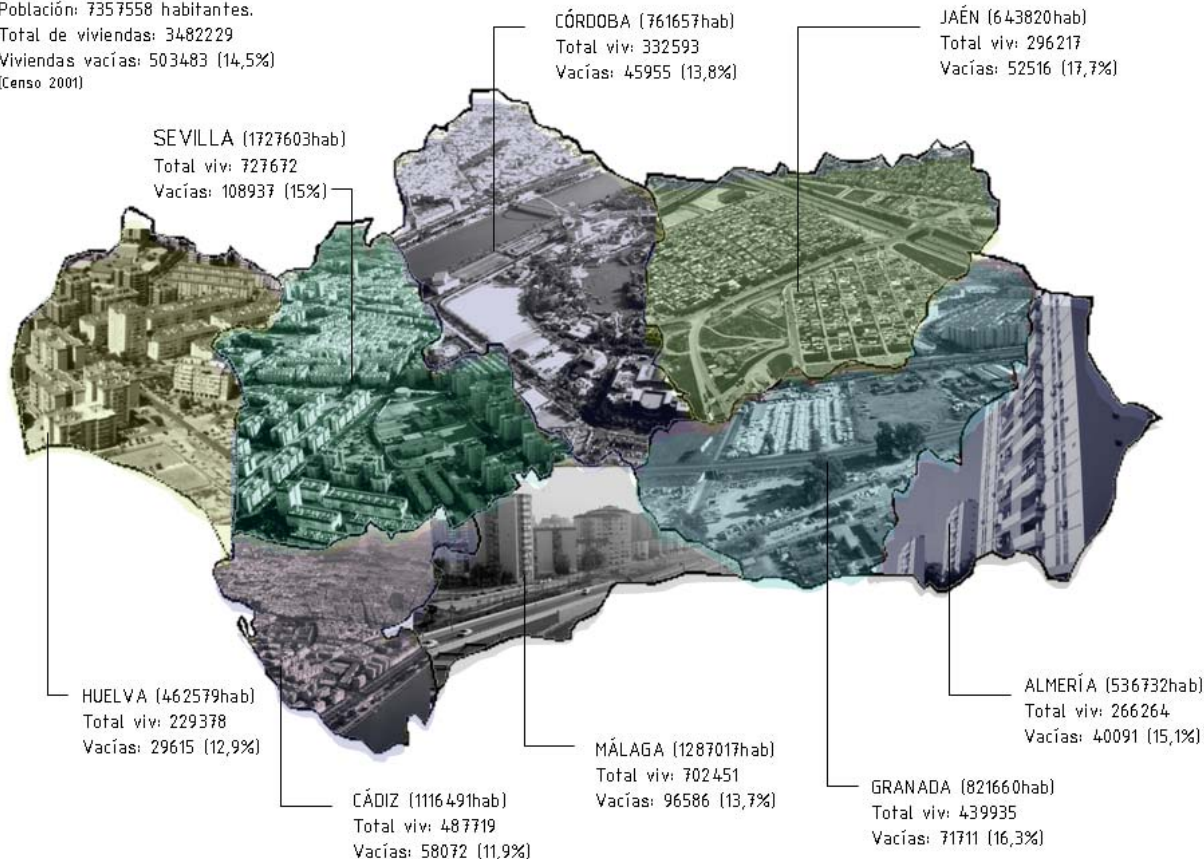 Población: 7357558 habitantes.
Total de viviendas: 3482229
Viviendas vacías: 503483 (14,5%)
(Censo 2001)
CÓRDOBA (761657hab)
Total viv: 332593
Vacías: 45955 (13,8%)
JAÉN (643820hab)
Total viv: 296217
Vacías: 52516 (17,7%)
SEVILLA (1727603hab)
Total viv: 727672
Vacías: 108937 (15%)
HUELVA (462579hab)
Total viv: 229378
Vacías: 29615 (12,9%)
CÁDIZ (1116491hab)
Total viv: 487719
Vacías: 58072 (11,9%)
MÁLAGA (1287017hab)
Total viv: 702451
Vacías: 96586 (13,7%)
GRANADA (821660hab)
Total viv: 439935
Vacías: 71711 (16,3%)
ALMERÍA (536732hab)
Total viv: 266264
Vacías: 40091 (15,1%)